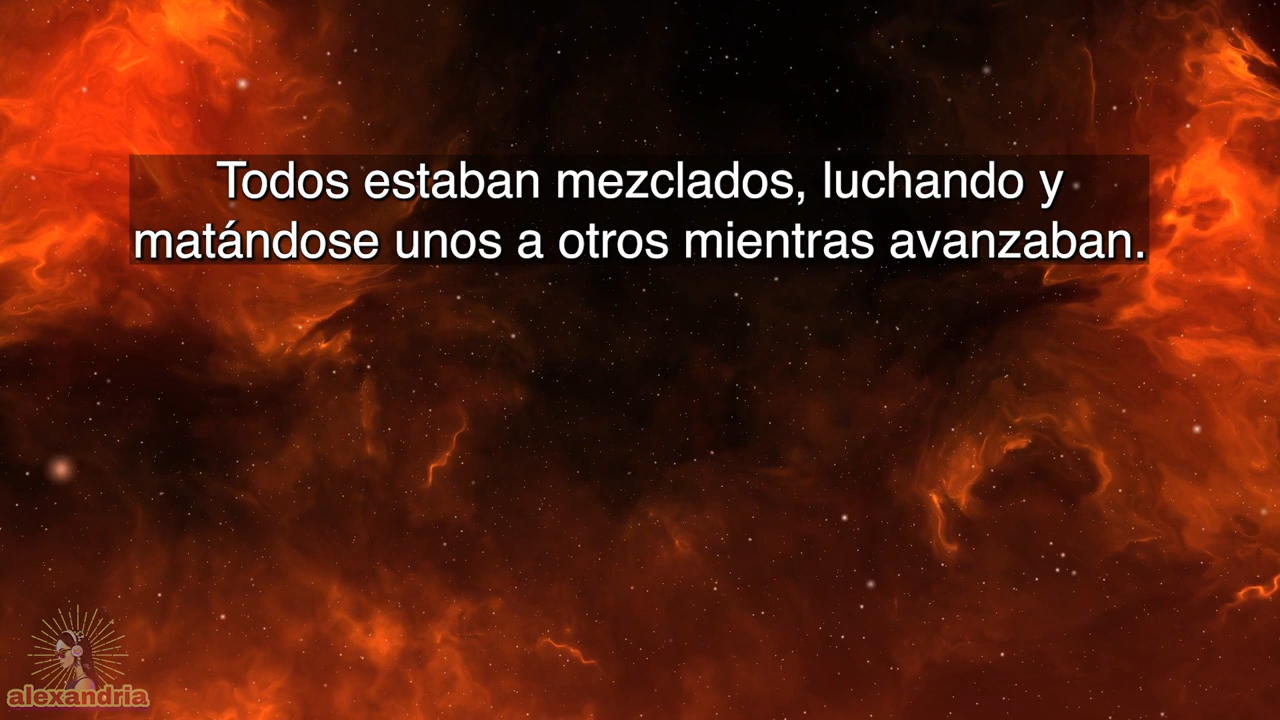 Todos estaban mezclados, luchando y
matándose unos a otros mientras avanzaban.
alexandria